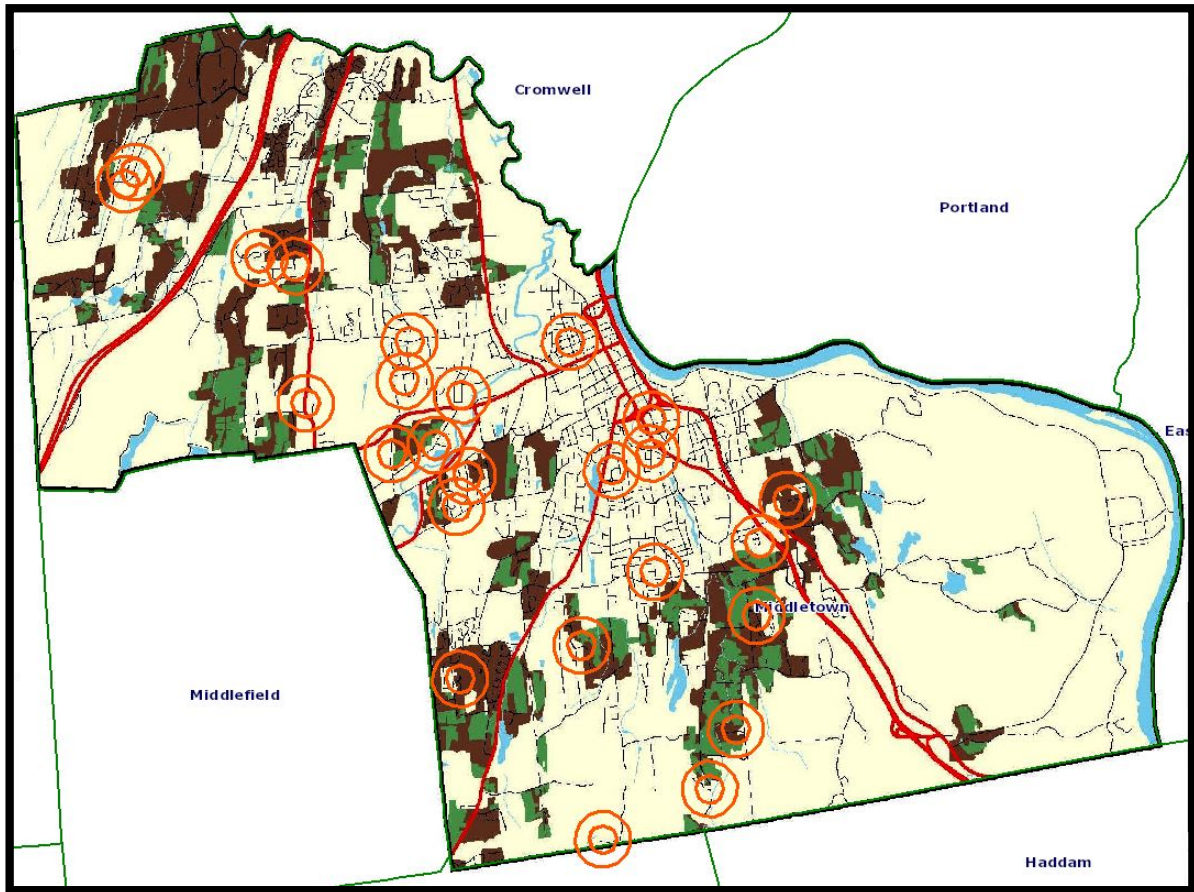 Cromwell
Portland
Eas
Middletown
Middlefield
Haddam